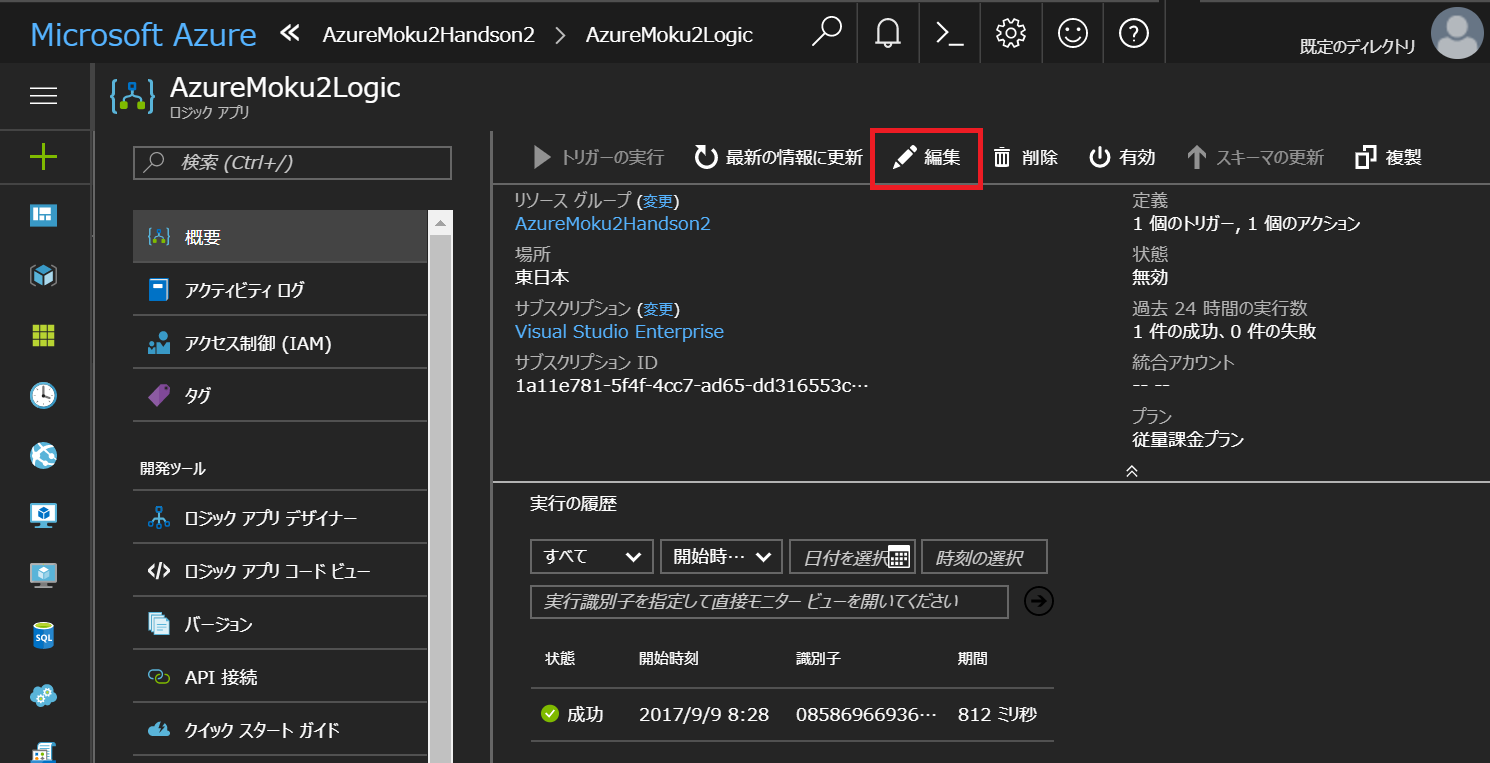 Microsoft Azure « AzureMoku2Handson2 > AzureMoku2Logic
既定のディレクトリ
AzureMoku2Logic
ロジック アプリ
検索 (Ctrl+/)
概要
アクティビティ ログ
アクセス制御 (IAM)
タグ
開発ツール
ロジック アプリ デザイナー
ロジック アプリ コード ビュー
バージョン
API 接続
クイック スタート ガイド
SQL
トリガーの実行 最新の情報に更新 編集 削除 有効 スキーマの更新 複製
リソース グループ (変更)
AzureMoku2Handson2
場所
東日本
サブスクリプション (変更)
Visual Studio Enterprise
サブスクリプション ID
1a11e781-5f4f-4cc7-ad65-dd316553c…
定義
1 個のトリガー, 1 個のアクション
状態
無効
過去 24 時間の実行数
1 件の成功、0 件の失敗
統合アカウント
-- --
プラン
従量課金プラン
実行の履歴
すべて 開始時… 日付を選択 時刻の選択
実行識別子を指定して直接モニター ビューを開いてください
状態 開始時刻 識別子 期間
成功 2017/9/9 8:28 08586966936… 812 ミリ秒